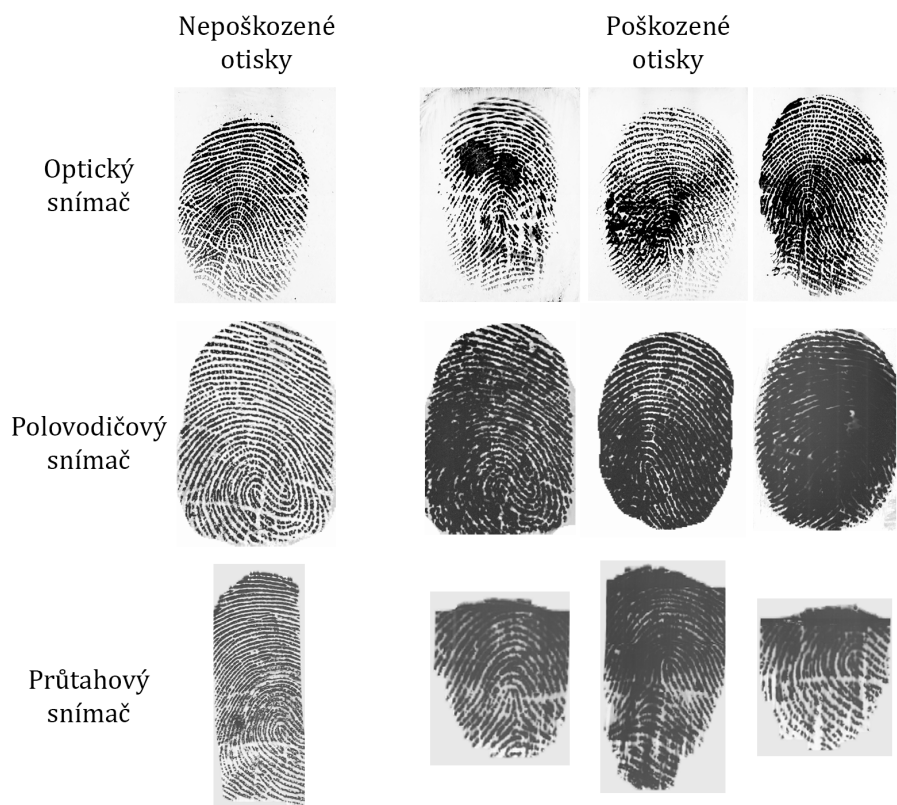 Nepoškozené
otisky
Poškozené
otisky
Optický
snímač
Polovodičový
snímač
Průtahový
snímač